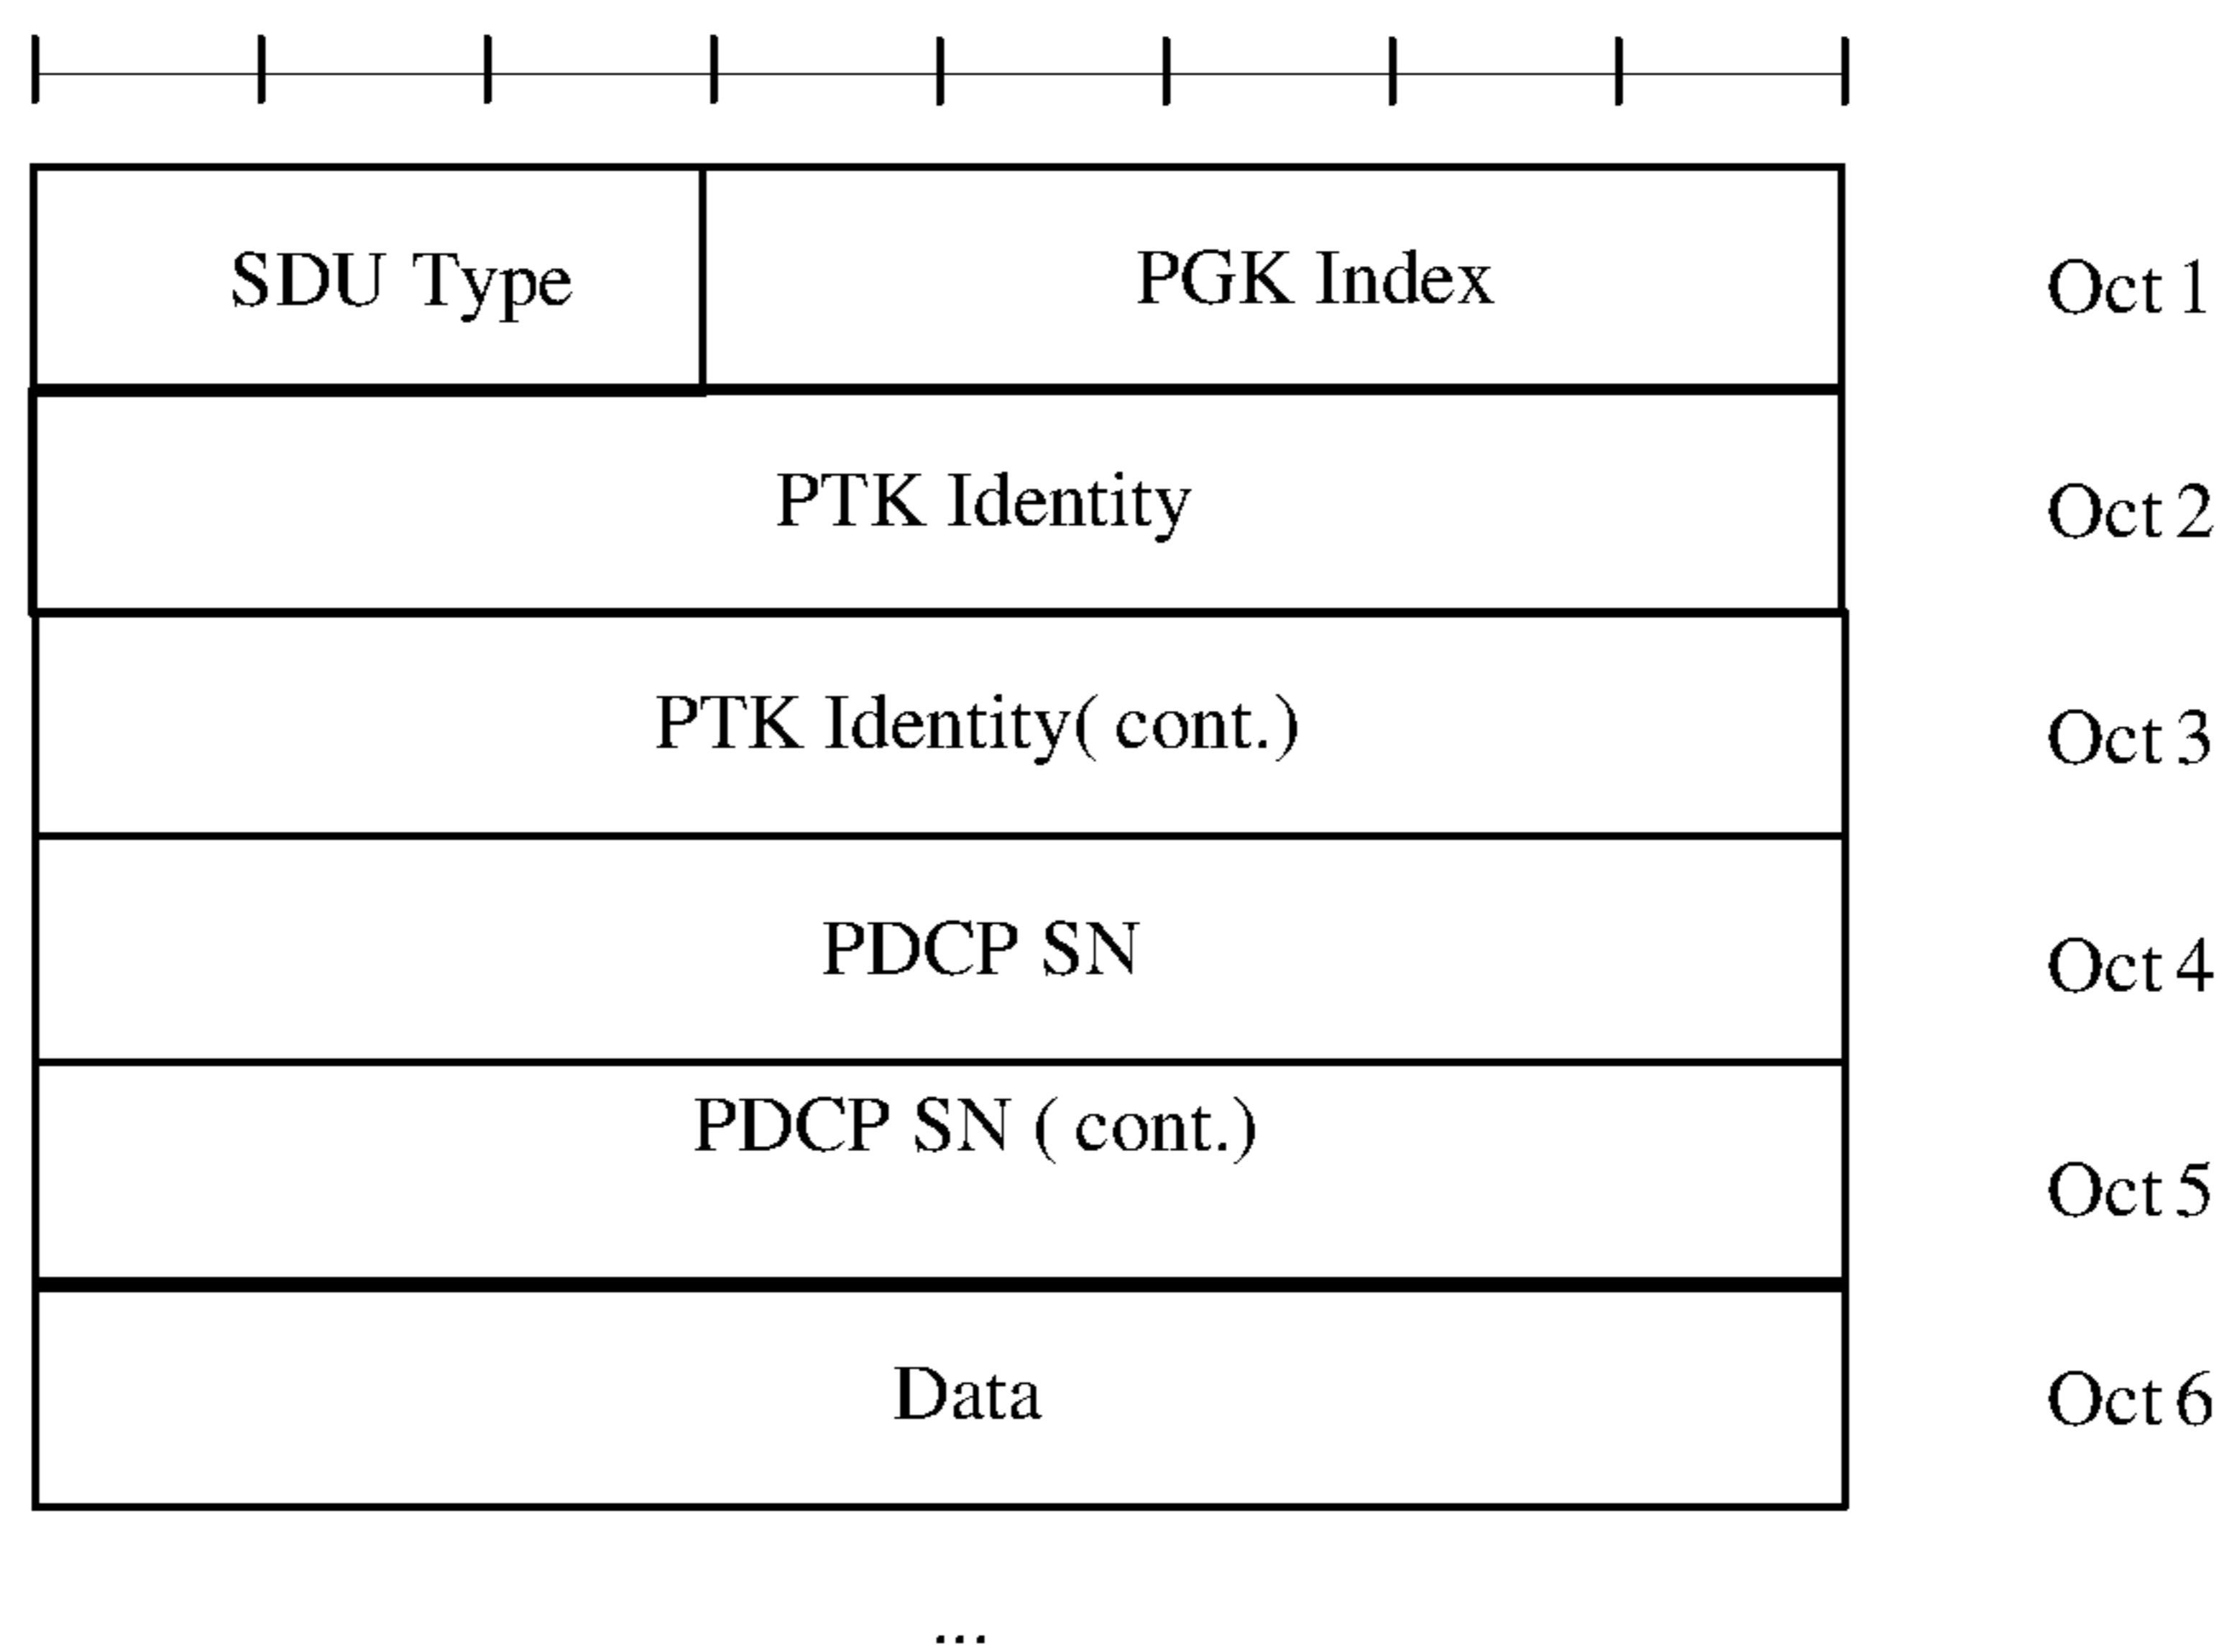 SDU Type PGK Index Oct 1
PTK Identity Oct 2
PTK Identity( cont.) Oct 3
PDCP SN Oct 4
PDCP SN ( cont.) Oct 5
Data Oct 6
...